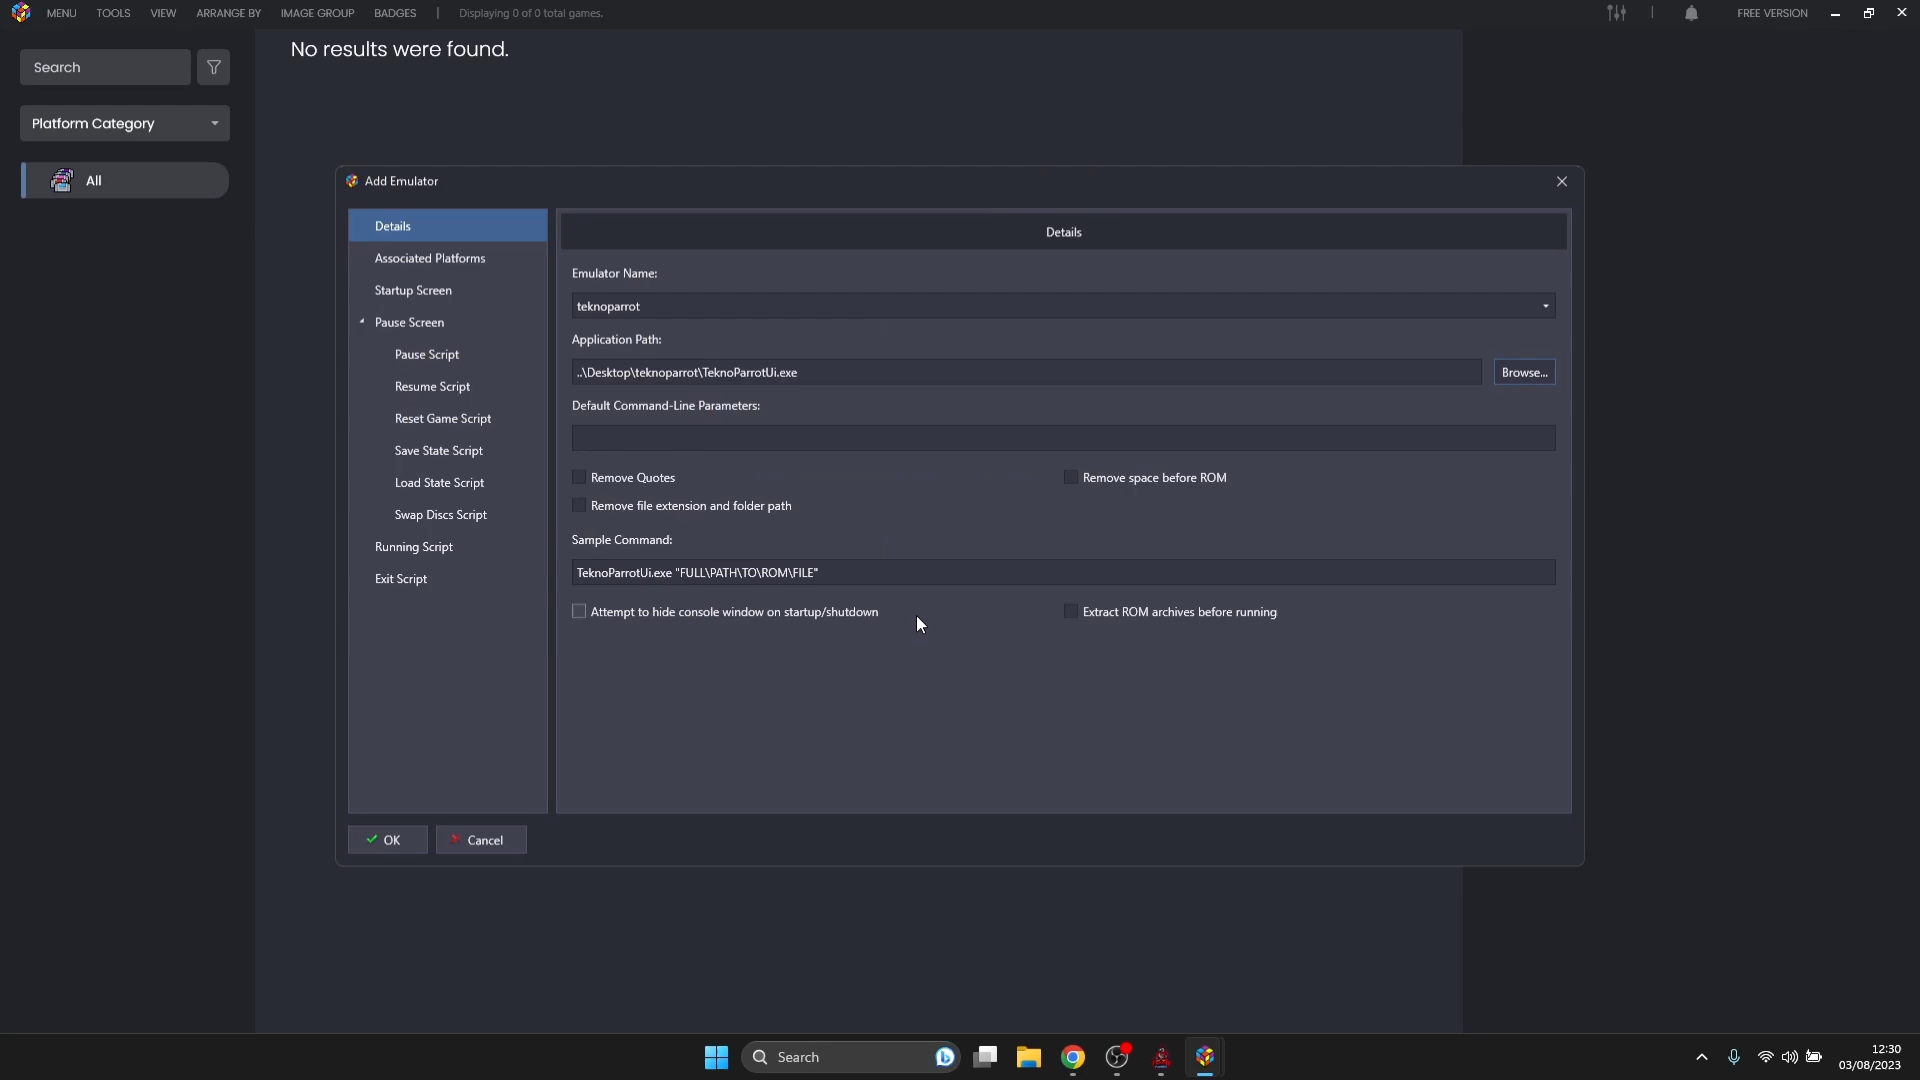 MENU TOOLS VIEW ARRANGE BY IMAGE GROUP BADGES | Displaying 0 of 0 total games. FREE VERSION
Search
Platform Category
All
No results were found.
Add Emulator
Details
Associated Platforms
Startup Screen
Pause Screen
Pause Script
Resume Script
Reset Game Script
Save State Script
Load State Script
Swap Discs Script
Running Script
Exit Script
Details
Emulator Name:
teknoparrot
Application Path:
..\Desktop\teknoparrot\TeknoParrotUi.exe Browse...
Default Command-Line Parameters:
Remove Quotes Remove space before ROM
Remove file extension and folder path
Sample Command:
TeknoParrotUi.exe "FULL\PATH\TO\ROM\FILE"
Attempt to hide console window on startup/shutdown Extract ROM archives before running
OK Cancel
Search
12:30
03/08/2023